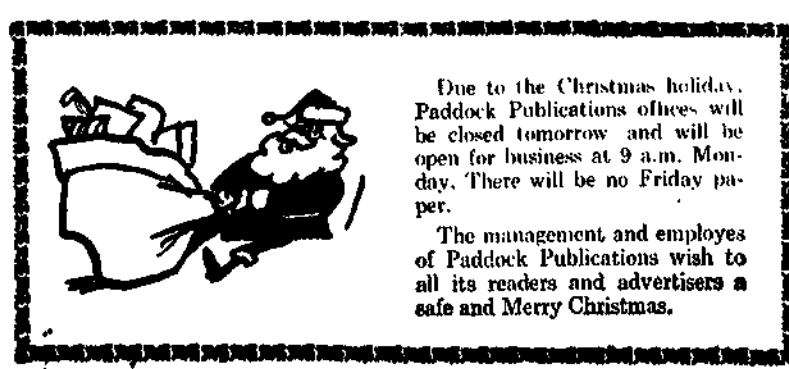 Due to the Christmas holiday,
Paddock Publications offices will
be closed tomorrow and will be
open for business at 9 a.m. Mon-
day. There will be no Friday pa-
per.
The management and employes
of Paddock Publications wish to
all its readers and advertisers a
safe and Merry Christmas.